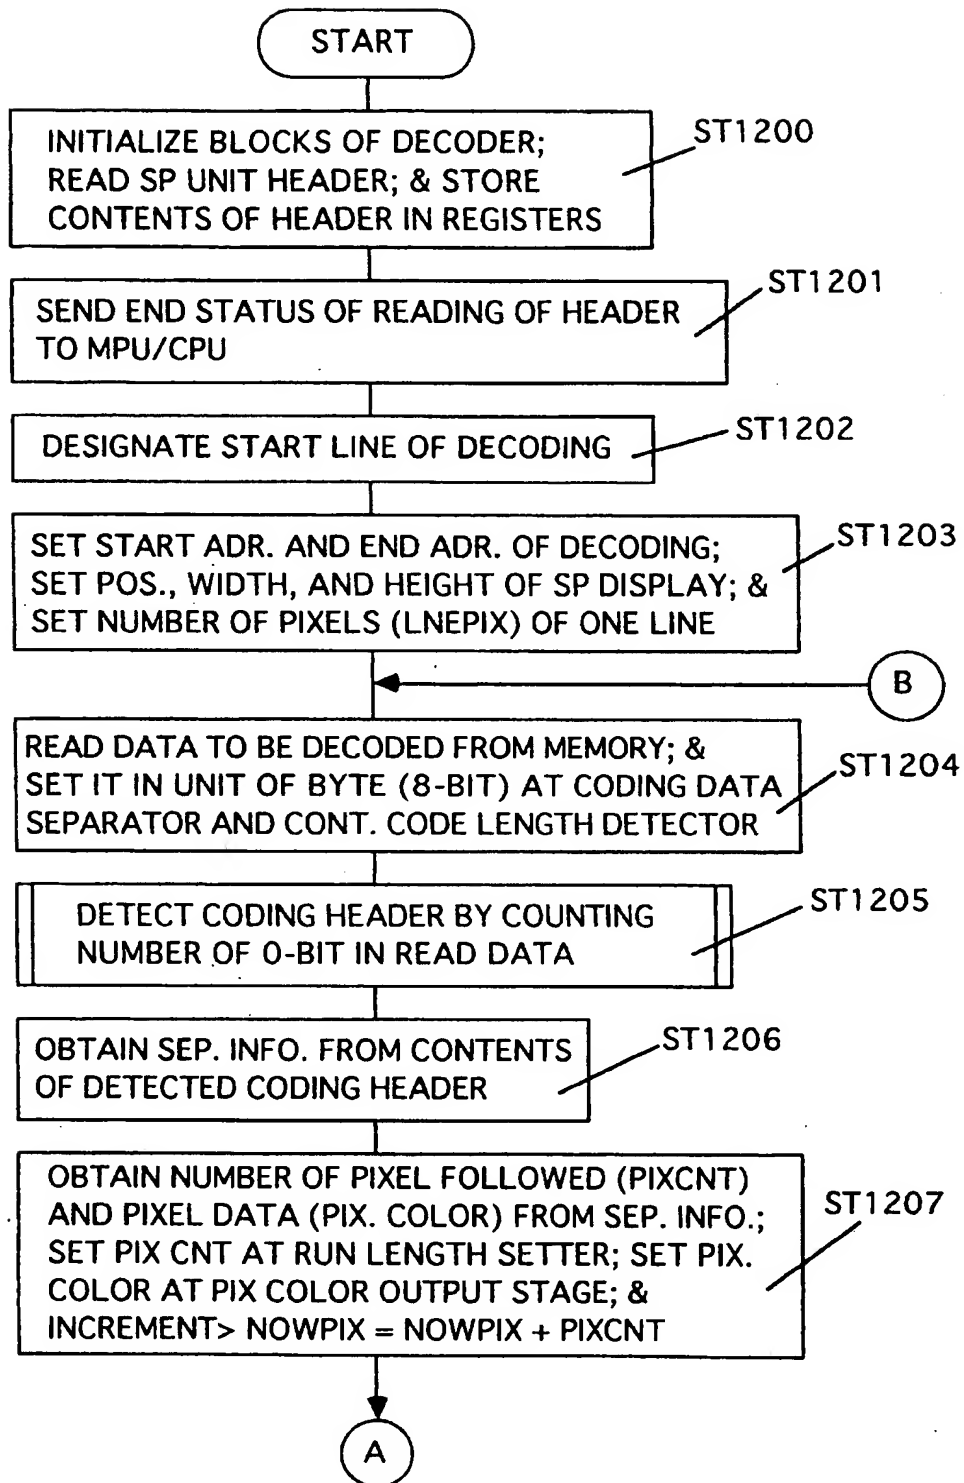 START
INITIALIZE BLOCKS OF DECODER;
READ SP UNIT HEADER; & STORE
CONTENTS OF HEADER IN REGISTERS
ST1200
SEND END STATUS OF READING OF HEADER
TO MPU/CPU
ST1201
DESIGNATE START LINE OF DECODING
ST1202
SET START ADR. AND END ADR. OF DECODING;
SET POS., WIDTH, AND HEIGHT OF SP DISPLAY; &
SET NUMBER OF PIXELS (LNEPIX) OF ONE LINE
ST1203
B
READ DATA TO BE DECODED FROM MEMORY; &
SET IT IN UNIT OF BYTE (8-BIT) AT CODING DATA
SEPARATOR AND CONT. CODE LENGTH DETECTOR
ST1204
DETECT CODING HEADER BY COUNTING
NUMBER OF 0-BIT IN READ DATA
ST1205
OBTAIN SEP. INFO. FROM CONTENTS
OF DETECTED CODING HEADER
ST1206
OBTAIN NUMBER OF PIXEL FOLLOWED (PIXCNT)
AND PIXEL DATA (PIX. COLOR) FROM SEP. INFO.;
SET PIX CNT AT RUN LENGTH SETTER; SET PIX.
COLOR AT PIX COLOR OUTPUT STAGE; &
INCREMENT> NOWPIX = NOWPIX + PIXCNT
ST1207
A